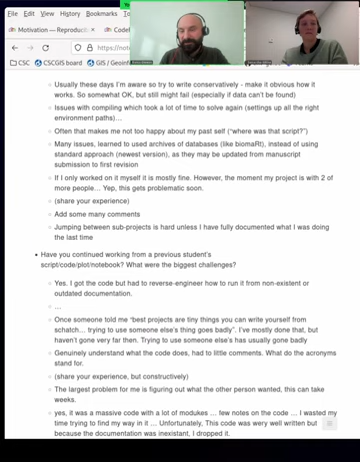 File Edit View History Bookmarks
Motivation — Reproduc
https://not
CSC
CSCGIS board
GIS / Geoin
Usually these days I'm aware so try to write conservatively - make it obvious how it
works. So somewhat OK, but still might fail (especially if data can't be found)
Issues with compiling which took a lot of time to solve again (settings up all the right
environment paths)…
Often that makes me not too happy about my past self ("where was that script?")
Many issues, learned to used archives of databases (like biomaRt), instead of using
standard approach (newest version), as they may be updated from manuscript
submission to first revision
If I only worked on it myself it is mostly fine. However, the moment my project is with 2 of
more people… Yep, this gets problematic soon.
(share your experience)
Add some many comments
Jumping between sub-projects is hard unless I have fully documented what I was doing
the last time
Have you continued working from a previous student's
script/code/plot/notebook? What were the biggest challenges?
Yes. I got the code but had to reverse-engineer how to run it from non-existent or
outdated documentation.
…
Once someone told me "best projects are tiny things you can write yourself from
schatch… trying to use someone else's thing goes badly". I've mostly done that, but
haven't gone very far then. Trying to use someone else's has usually gone badly
Genuinely understand what the code does, had to little comments. What do the acronyms
stand for.
(share your experience, but constructively)
The largest problem for me is figuring out what the other person wanted, this can take
weeks.
yes, it was a massive code with a lot of modukes … few notes on the code … I wasted my
time trying to find my way in it … Unfortunately, This code was wery well written but
because the documentation was inexistant, I dropped it.